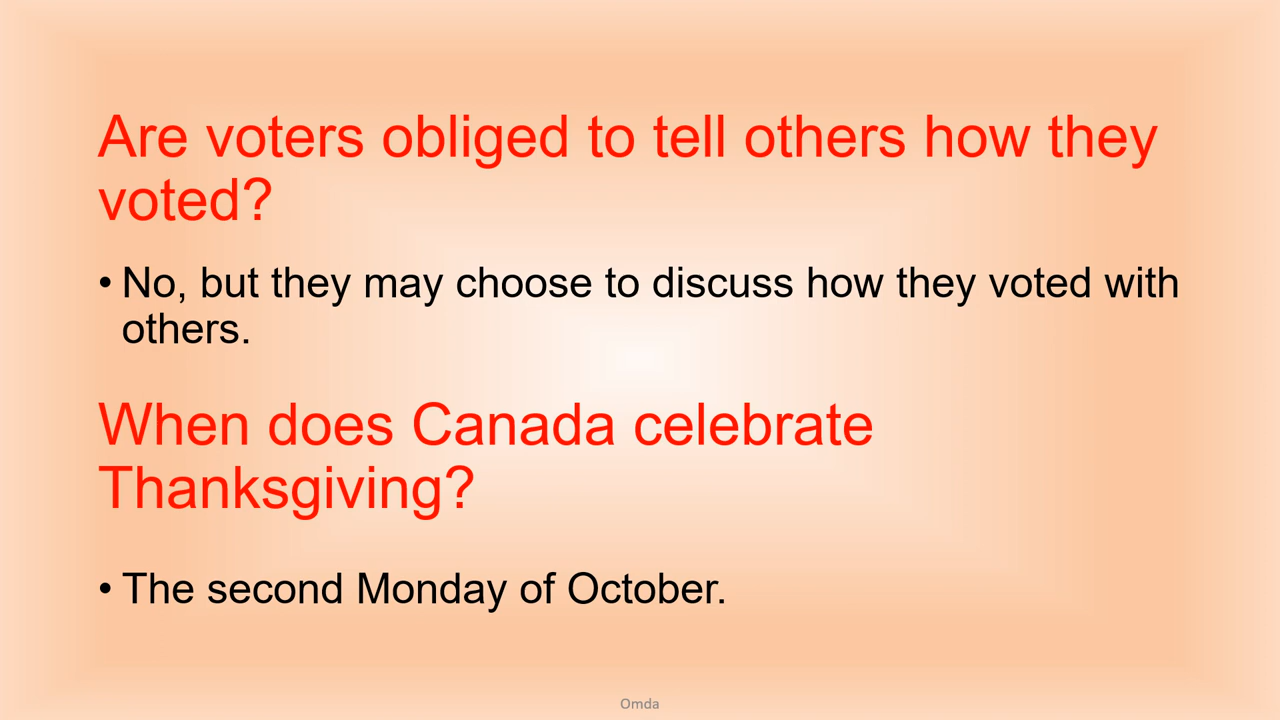 Are voters obliged to tell others how they
voted?
• No, but they may choose to discuss how they voted with
others.
When does Canada celebrate
Thanksgiving?
• The second Monday of October.
Omda